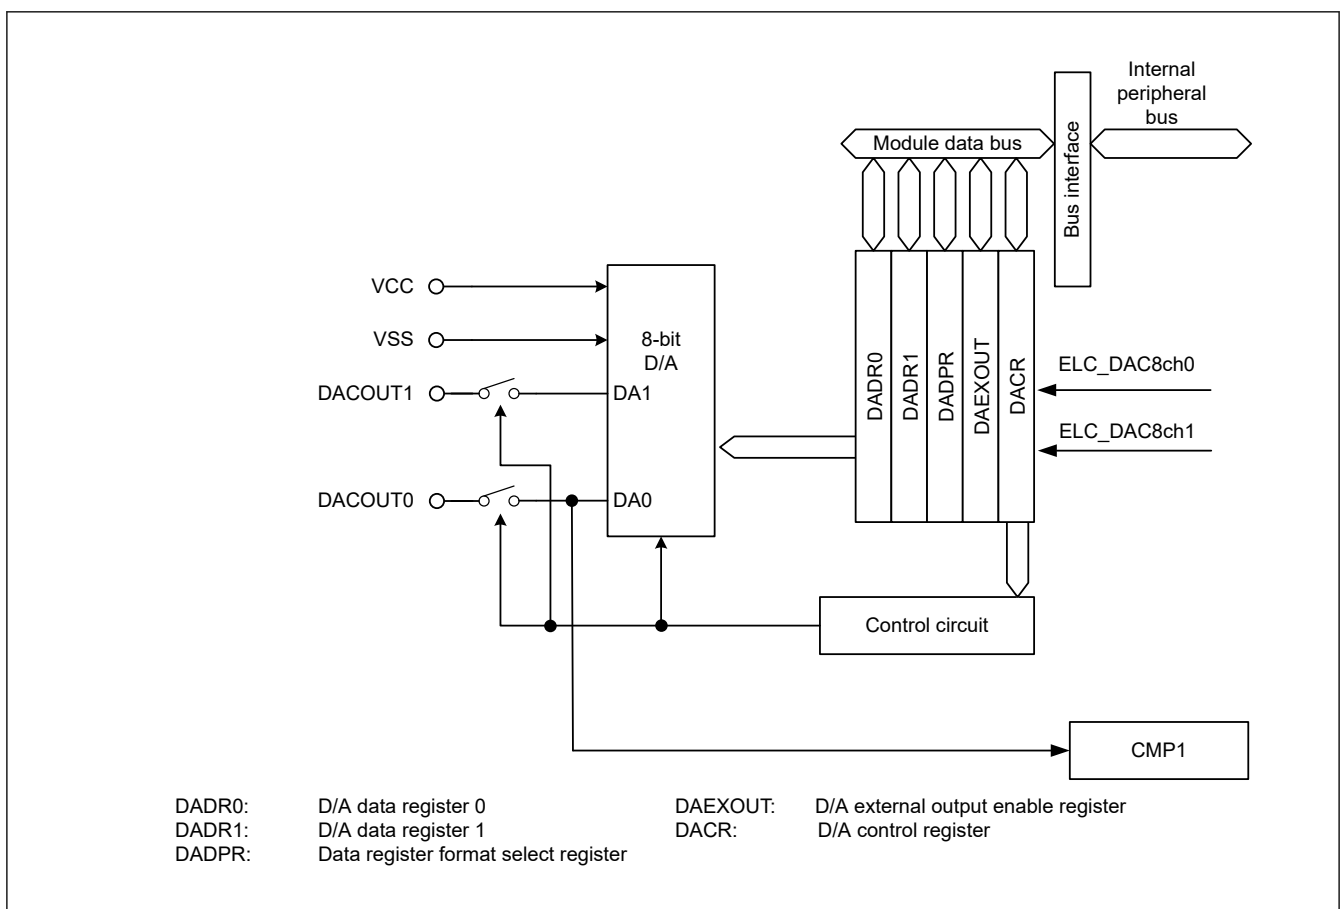 Internal
peripheral
bus
Module data bus
Bus interface
VCC
VSS
8-bit
D/A
DACOUT1
DA1
DACOUT0
DA0
DADR0
DADR1
DADPR
DAEXOUT
DACR
ELC_DAC8ch0
ELC_DAC8ch1
Control circuit
CMP1
DADR0: D/A data register 0
DADR1: D/A data register 1
DADPR: Data register format select register
DAEXOUT: D/A external output enable register
DACR: D/A control register